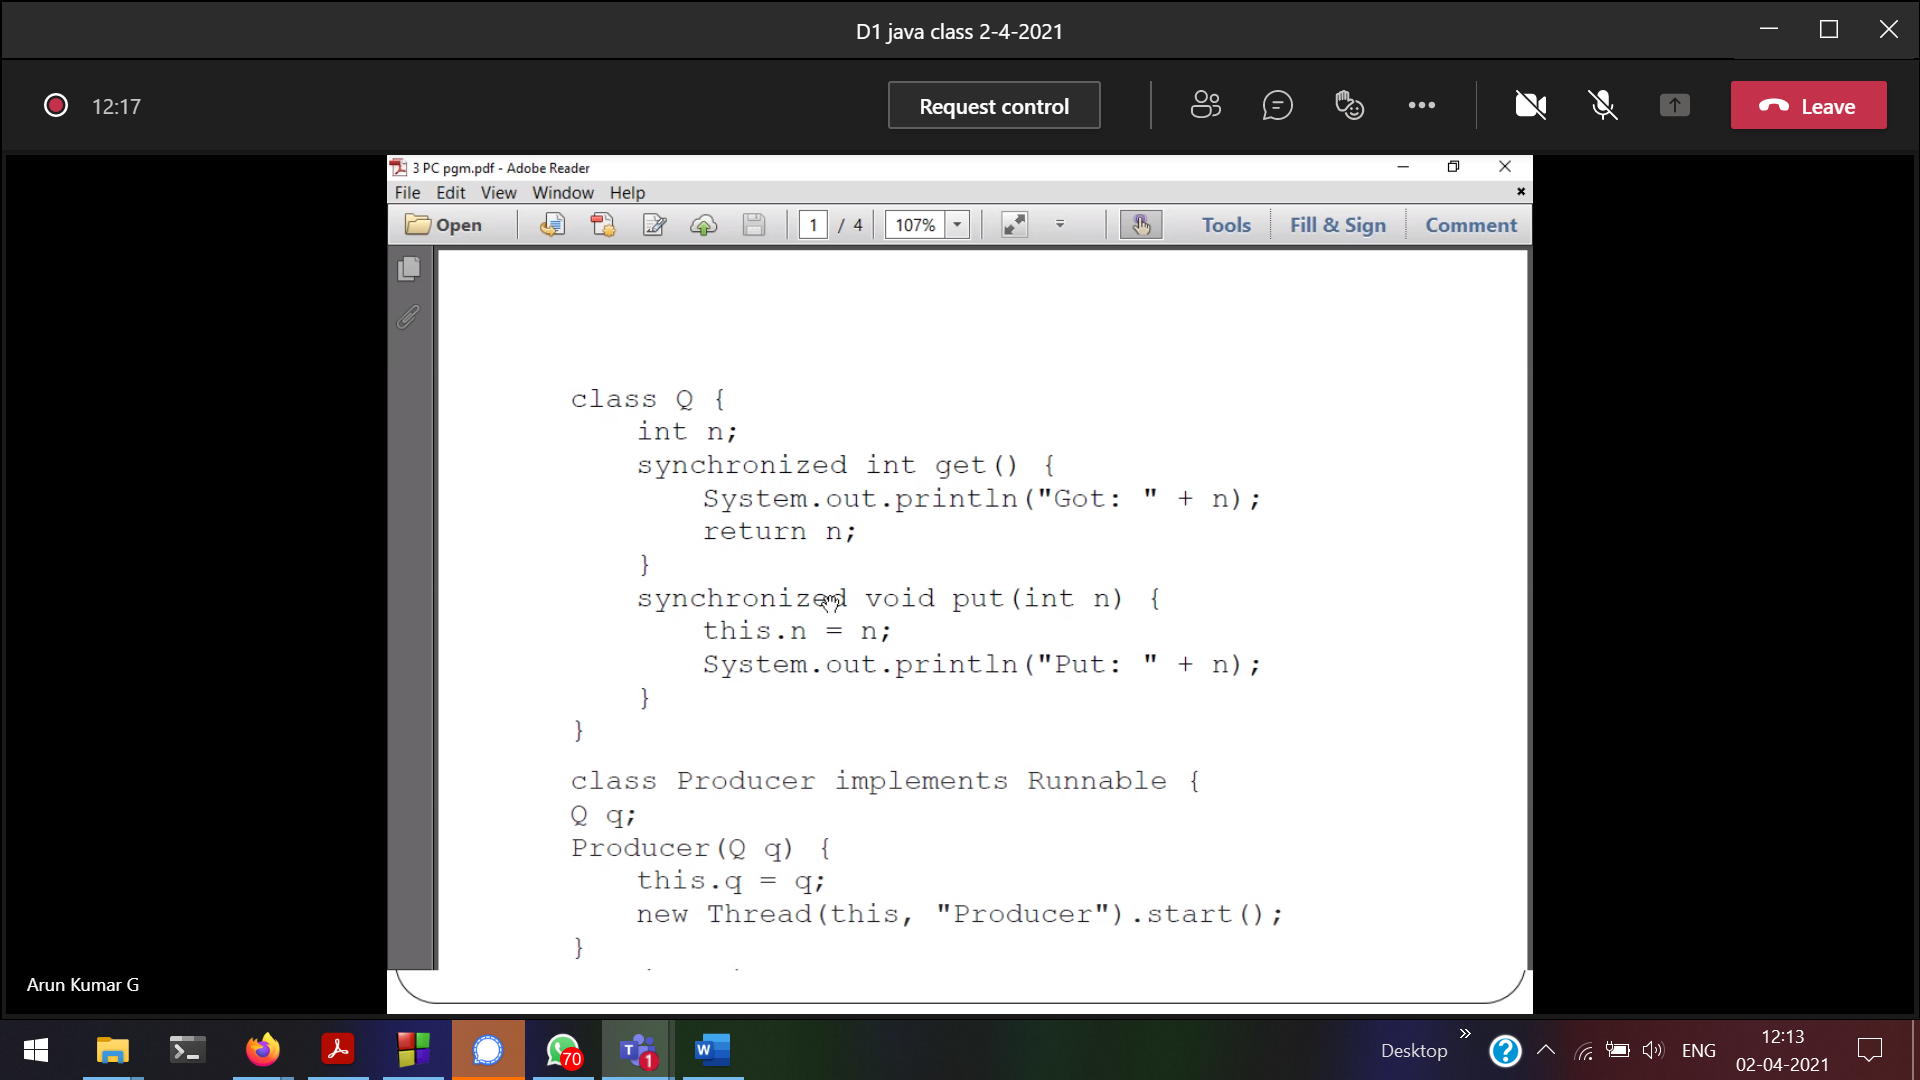 D1 java class 2-4-2021
12:17
Request control
Leave
3 PC pgm.pdf - Adobe Reader
File Edit View Window Help
Open 1 / 4 107% Tools Fill & Sign Comment
class Q {
int n;
synchronized int get() {
System.out.println("Got: " + n);
return n;
}
synchronized void put(int n) {
this.n = n;
System.out.println("Put: " + n);
}
}
class Producer implements Runnable {
Q q;
Producer(Q q) {
this.q = q;
new Thread(this, "Producer").start();
}
Arun Kumar G
70
1
Desktop
ENG
12:13
02-04-2021